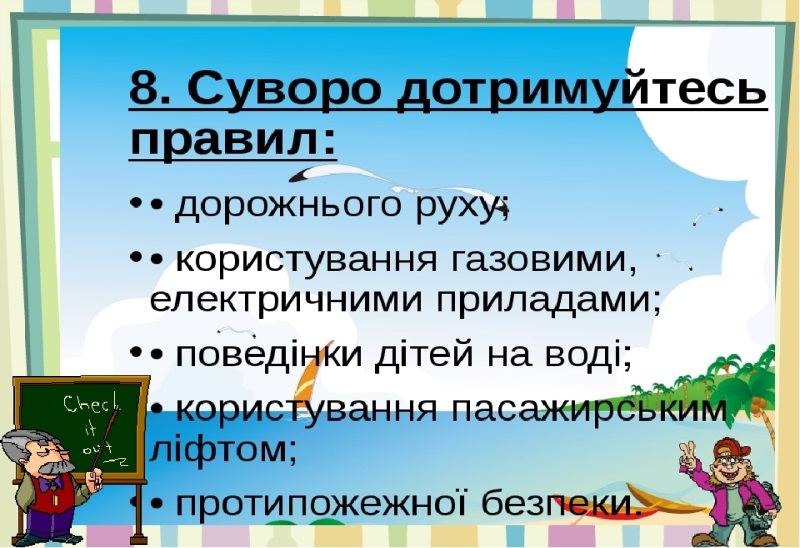 8. Суворо дотримуйтесь
правил:
• • дорожнього руху;
• • користування газовими,
електричними приладами;
• • поведінки дітей на воді;
• • користування пасажирським
ліфтом;
• • протипожежної безпеки.
Check
it
out